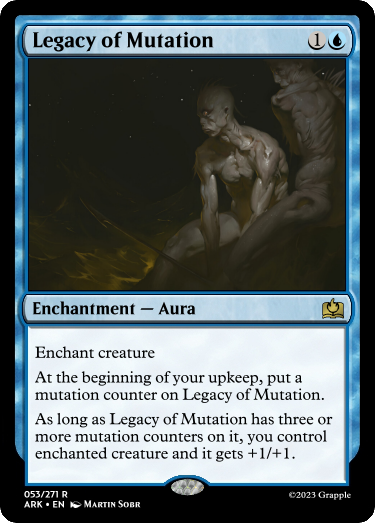 Legacy of Mutation 1
Enchantment — Aura
Enchant creature
At the beginning of your upkeep, put a
mutation counter on Legacy of Mutation.
As long as Legacy of Mutation has three or
more mutation counters on it, you control
enchanted creature and it gets +1/+1.
053/271 R
ARK • EN Martin Sobr
©2023 Grapple